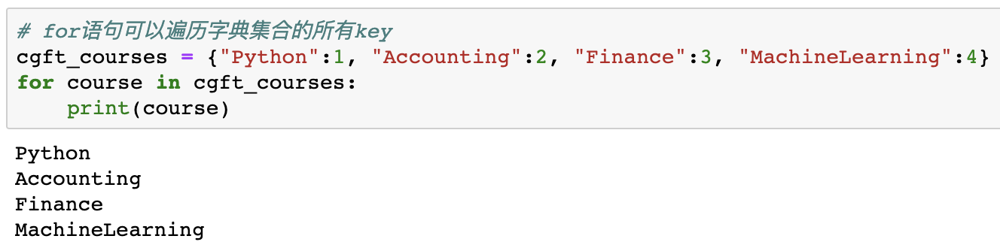 # for语句可以遍历字典集合的所有key
cgft_courses = {"Python":1, "Accounting":2, "Finance":3, "MachineLearning":4}
for course in cgft_courses:
    print(course)
Python
Accounting
Finance
MachineLearning